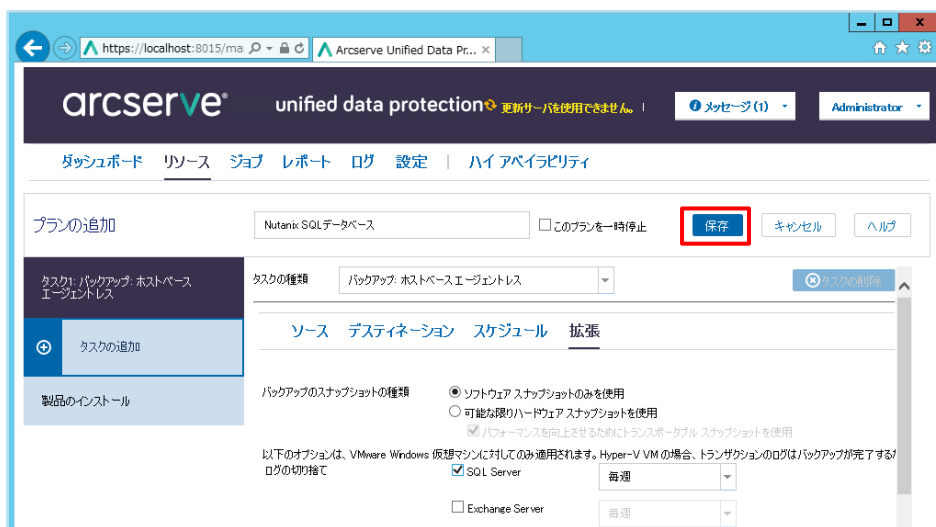 https://localhost:8015/ma
Arcserve Unified Data Pr... ×
arcserve® unified data protection 更新サーバを使用できません。 | メッセージ (1) Administrator
ダッシュボード リソース ジョブ レポート ログ 設定 | ハイ アベイラビリティ
プランの追加 Nutanix SQLデータベース このプランを一時停止 保存 キャンセル ヘルプ
タスク1: バックアップ: ホストベース
エージェントレス
タスクの種類 バックアップ: ホストベース エージェントレス タスクの削除
タスクの追加
製品のインストール
ソース デスティネーション スケジュール 拡張
バックアップのスナップショットの種類 ソフトウェア スナップショットのみを使用
可能な限りハードウェア スナップショットを使用
パフォーマンスを向上させるためにトランスポータブル スナップショットを使用
以下のオプションは、VMware Windows 仮想マシンに対してのみ適用されます。Hyper-V VM の場合、トランザクションのログはバックアップが完了するた
ログの切り捨て SQL Server 毎週
Exchange Server 毎週